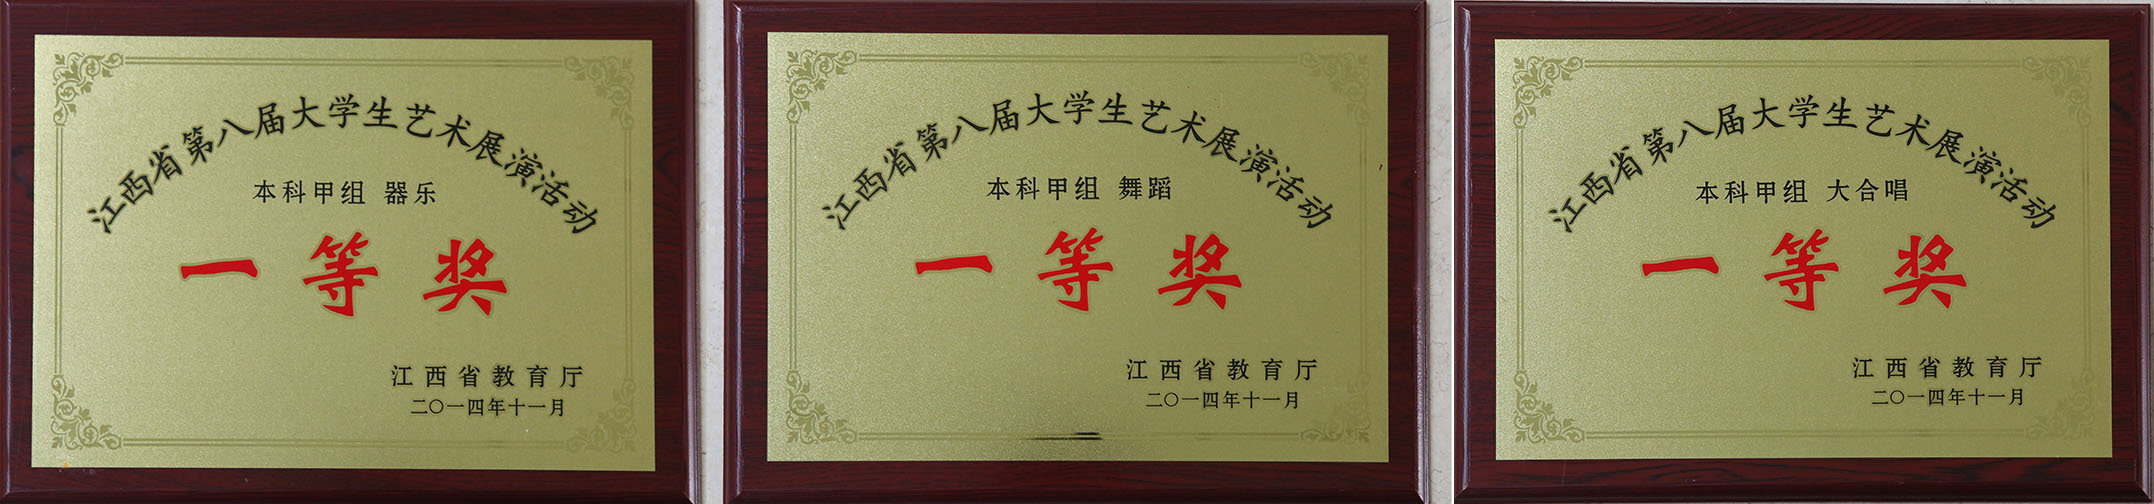 江西省第八届大学生艺术展演活动
本科甲组 器乐
一等奖
江西省教育厅
二〇一四年十一月
江西省第八届大学生艺术展演活动
本科甲组 舞蹈
一等奖
江西省教育厅
二〇一四年十一月
江西省第八届大学生艺术展演活动
本科甲组 大合唱
一等奖
江西省教育厅
二〇一四年十一月